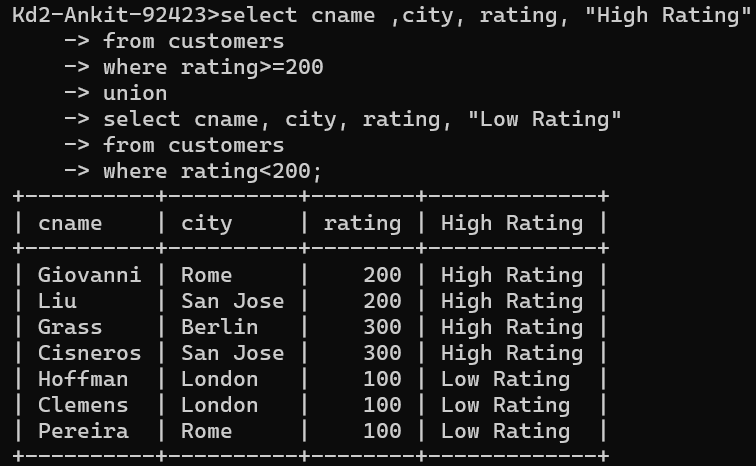 Kd2-Ankit-92423>select cname ,city, rating, "High Rating"
    -> from customers
    -> where rating>=200
    -> union
    -> select cname, city, rating, "Low Rating"
    -> from customers
    -> where rating<200;
+----------+----------+--------+-------------+
| cname    | city     | rating | High Rating |
+----------+----------+--------+-------------+
| Giovanni | Rome     |    200 | High Rating |
| Liu      | San Jose |    200 | High Rating |
| Grass    | Berlin   |    300 | High Rating |
| Cisneros | San Jose |    300 | High Rating |
| Hoffman  | London   |    100 | Low Rating  |
| Clemens  | London   |    100 | Low Rating  |
| Pereira  | Rome     |    100 | Low Rating  |
+----------+----------+--------+-------------+